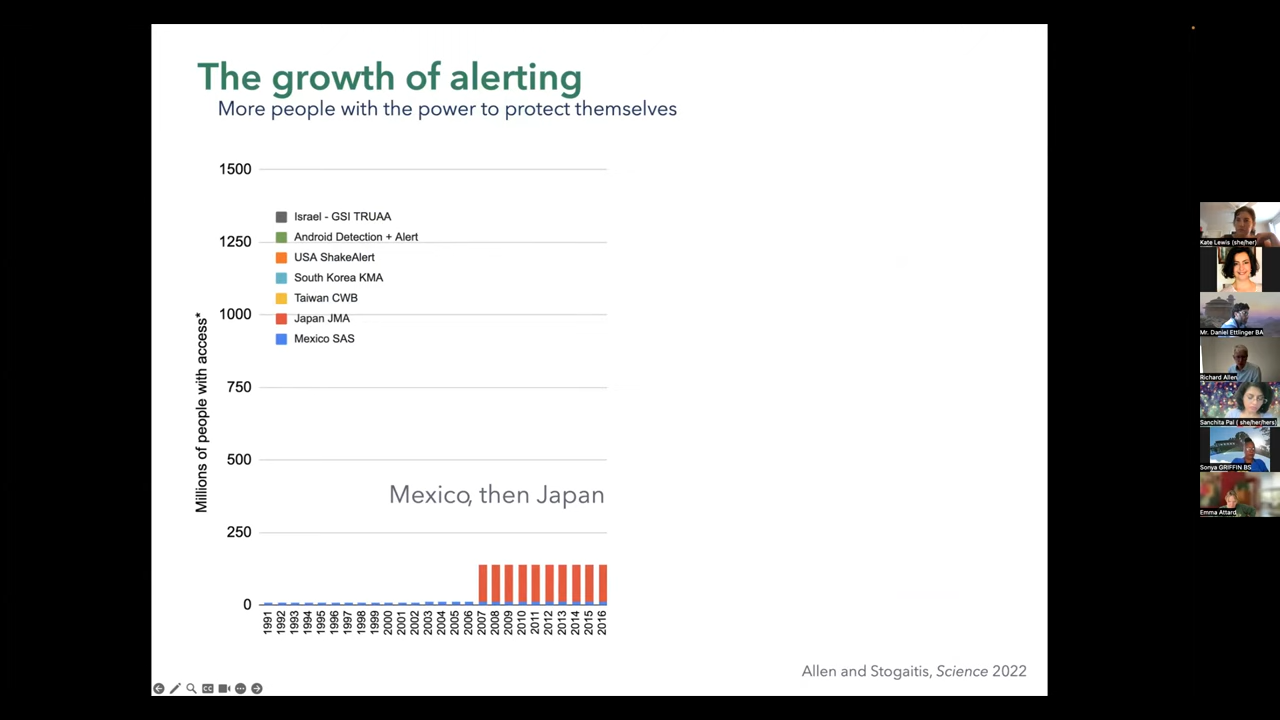 The growth of alerting
More people with the power to protect themselves
1500
1250
1000
750
500
250
0
Millions of people with access*
Israel - GSI TRUAA
Android Detection + Alert
USA ShakeAlert
South Korea KMA
Taiwan CWB
Japan JMA
Mexico SAS
Mexico, then Japan
1991
1992
1993
1994
1995
1996
1997
1998
1999
2000
2001
2002
2003
2004
2005
2006
2007
2008
2009
2010
2011
2012
2013
2014
2015
2016
Allen and Stogaitis, Science 2022
Kate Lewis (she/her)
Mr. Daniel Ettlinger BA
Richard Allen
Sanchita Pal ( she/her/hers)
Sonya GRIFFIN BS
Emma Attard